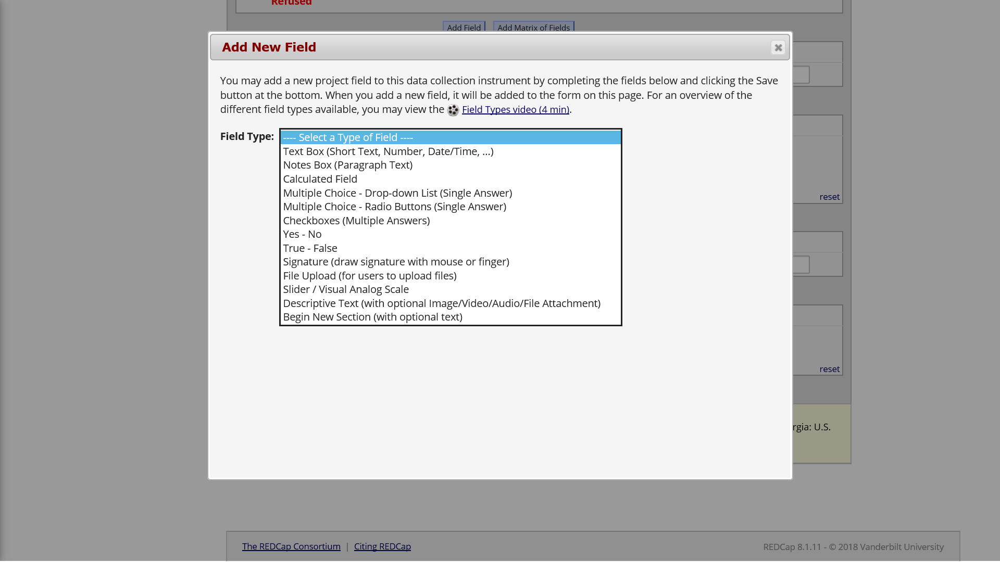 Refused
Add Field Add Matrix of Fields
Add New Field
You may add a new project field to this data collection instrument by completing the fields below and clicking the Save
button at the bottom. When you add a new field, it will be added to the form on this page. For an overview of the
different field types available, you may view the Field Types video (4 min).
Field Type:
---- Select a Type of Field ----
Text Box (Short Text, Number, Date/Time, ...)
Notes Box (Paragraph Text)
Calculated Field
Multiple Choice - Drop-down List (Single Answer)
Multiple Choice - Radio Buttons (Single Answer)
Checkboxes (Multiple Answers)
Yes - No
True - False
Signature (draw signature with mouse or finger)
File Upload (for users to upload files)
Slider / Visual Analog Scale
Descriptive Text (with optional Image/Video/Audio/File Attachment)
Begin New Section (with optional text)
reset
reset
rgia: U.S.
The REDCap Consortium | Citing REDCap
REDCap 8.1.11 - © 2018 Vanderbilt University